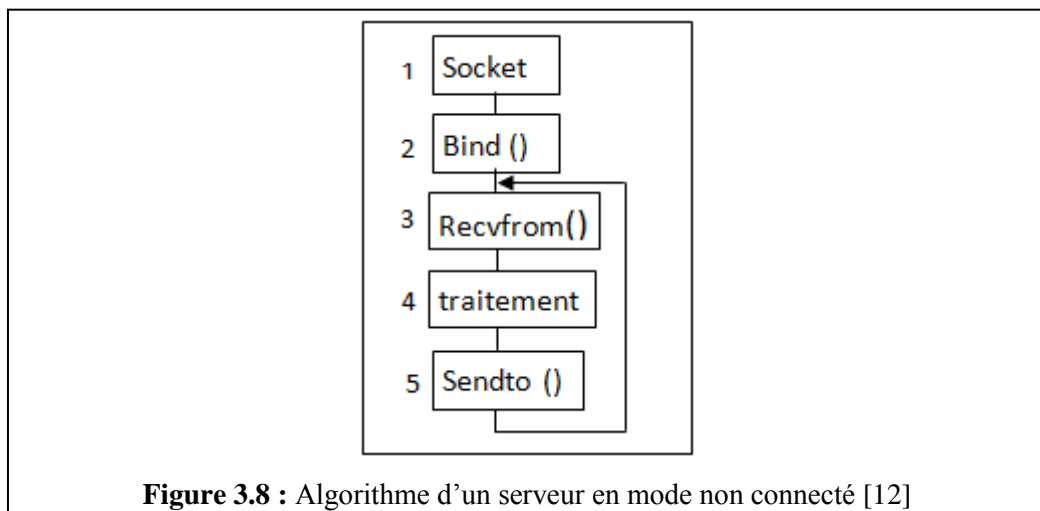 1 Socket
2 Bind ()
3 Recvfrom()
4 traitement
5 Sendto ()
Figure 3.8 : Algorithme d’un serveur en mode non connecté [12]